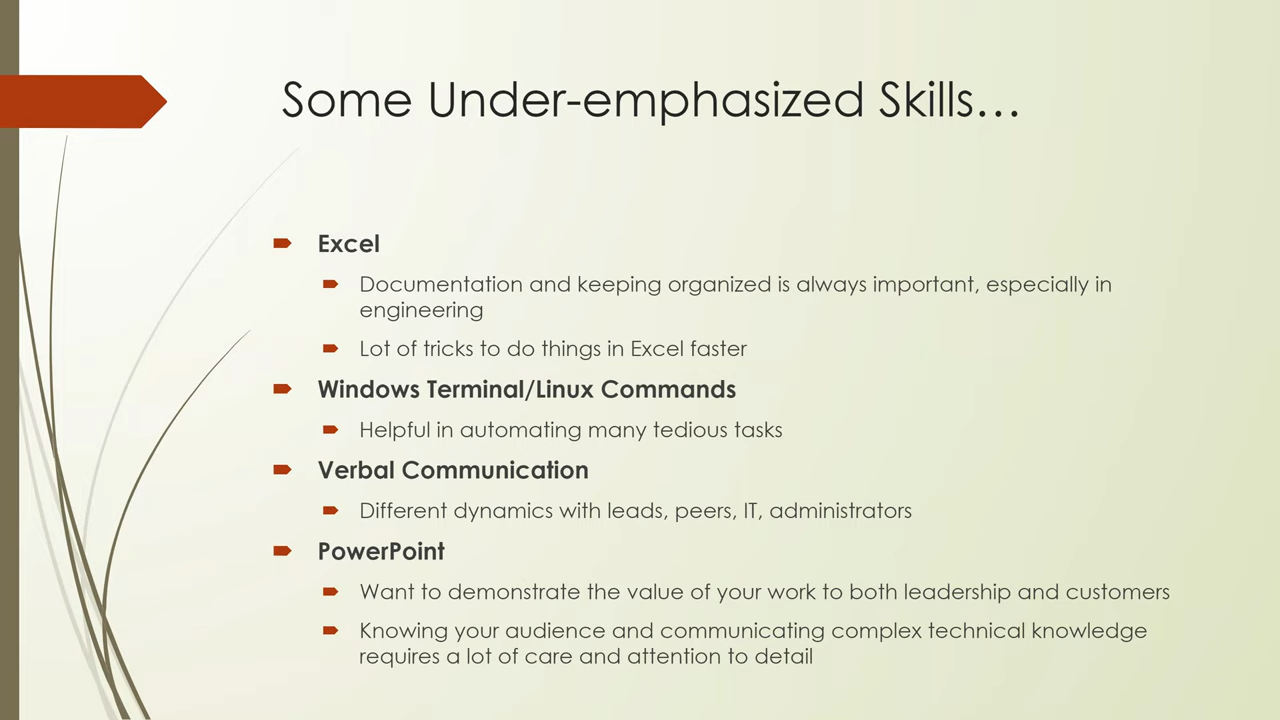 Some Under-emphasized Skills…
Excel
Documentation and keeping organized is always important, especially in
engineering
Lot of tricks to do things in Excel faster
Windows Terminal/Linux Commands
Helpful in automating many tedious tasks
Verbal Communication
Different dynamics with leads, peers, IT, administrators
PowerPoint
Want to demonstrate the value of your work to both leadership and customers
Knowing your audience and communicating complex technical knowledge
requires a lot of care and attention to detail